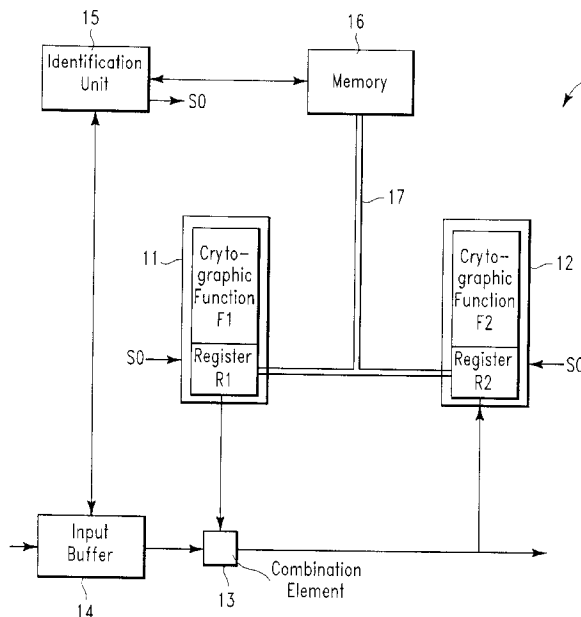 15
Identification
Unit
S0
16
Memory
17
11
Cryto-
graphic
Function
F1
Register
R1
S0
12
Cryto-
graphic
Function
F2
Register
R2
S0
Input
Buffer
14
13
Combination
Element